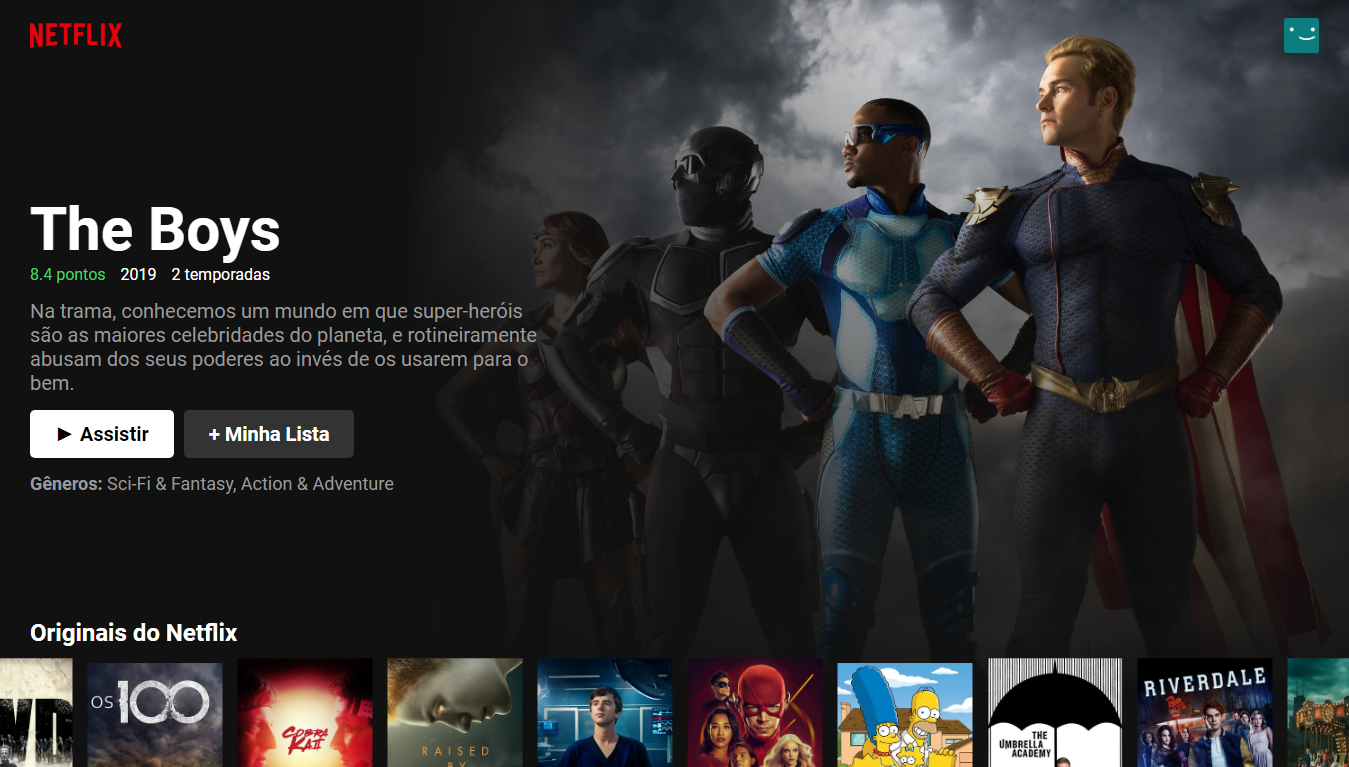 NETFLIX
The Boys
8.4 pontos 2019 2 temporadas
Na trama, conhecemos um mundo em que super-heróis
são as maiores celebridades do planeta, e rotineiramente
abusam dos seus poderes ao invés de os usarem para o
bem.
► Assistir + Minha Lista
Gêneros: Sci-Fi & Fantasy, Action & Adventure
Originais do Netflix
OS 100
COBRA
KAI
RAISED
BY
THE
UMBRELLA
ACADEMY
RIVERDALE